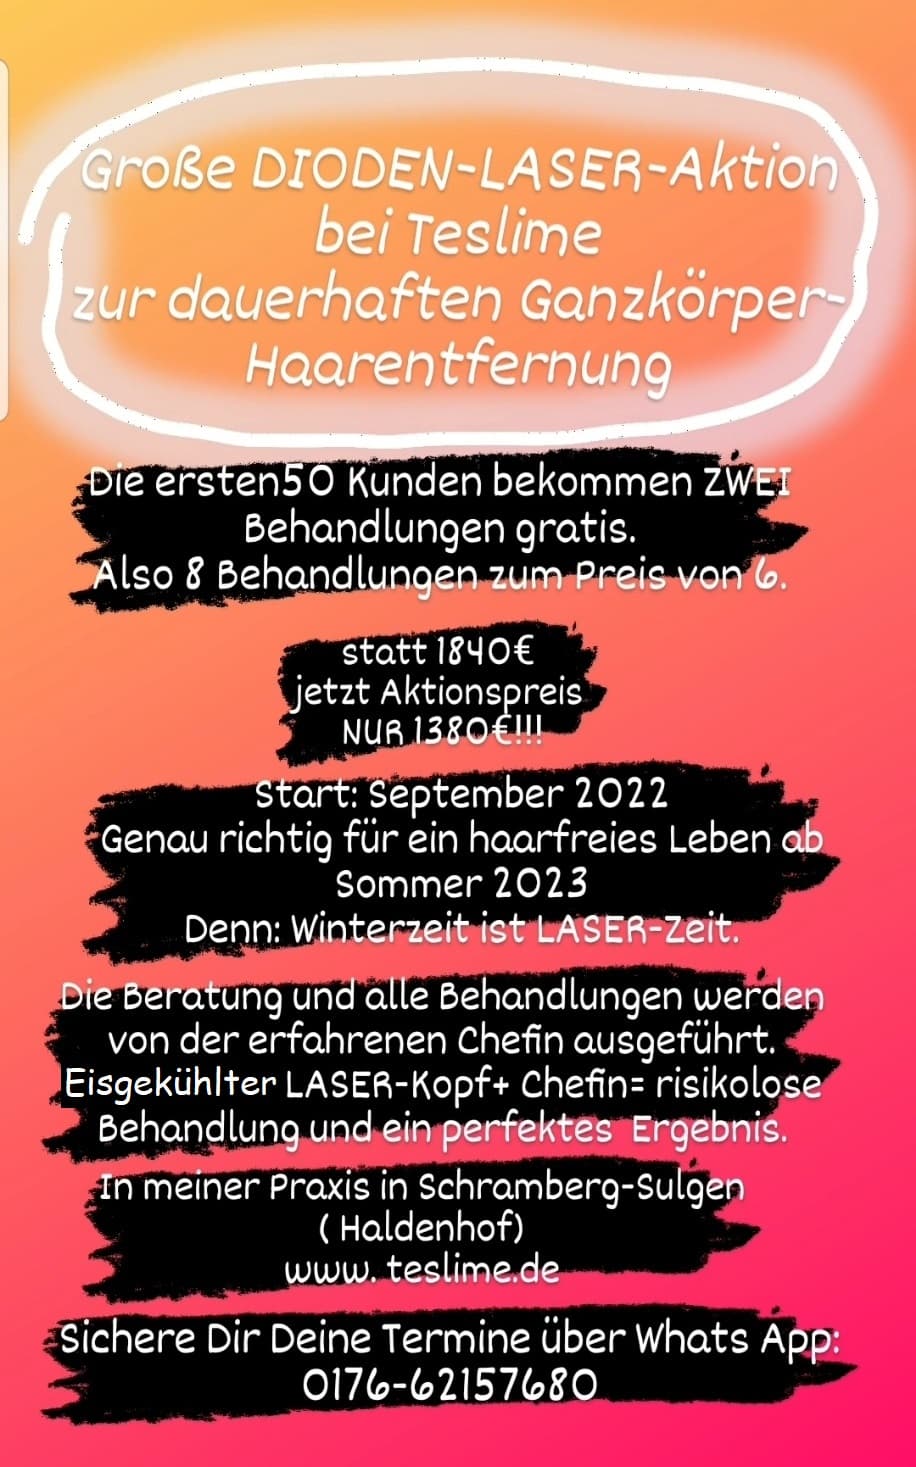 Große DIODEN-LASER-Aktion
bei Teslime
zur dauerhaften Ganzkörper-
Haarentfernung
Die ersten50 Kunden bekommen ZWEI
Behandlungen gratis.
Also 8 Behandlungen zum Preis von 6.
statt 1840€
jetzt Aktionspreis
NUR 1380€!!!
Start: September 2022
Genau richtig für ein haarfreies Leben ab
Sommer 2023
Denn: Winterzeit ist LASER-Zeit.
Die Beratung und alle Behandlungen werden
von der erfahrenen Chefin ausgeführt.
Eisgekühlter LASER-Kopf+ Chefin= risikolose
Behandlung und ein perfektes Ergebnis.
In meiner Praxis in Schramberg-Sulgen
( Haldenhof)
www. teslime.de
Sichere Dir Deine Termine über Whats App:
0176-62157680